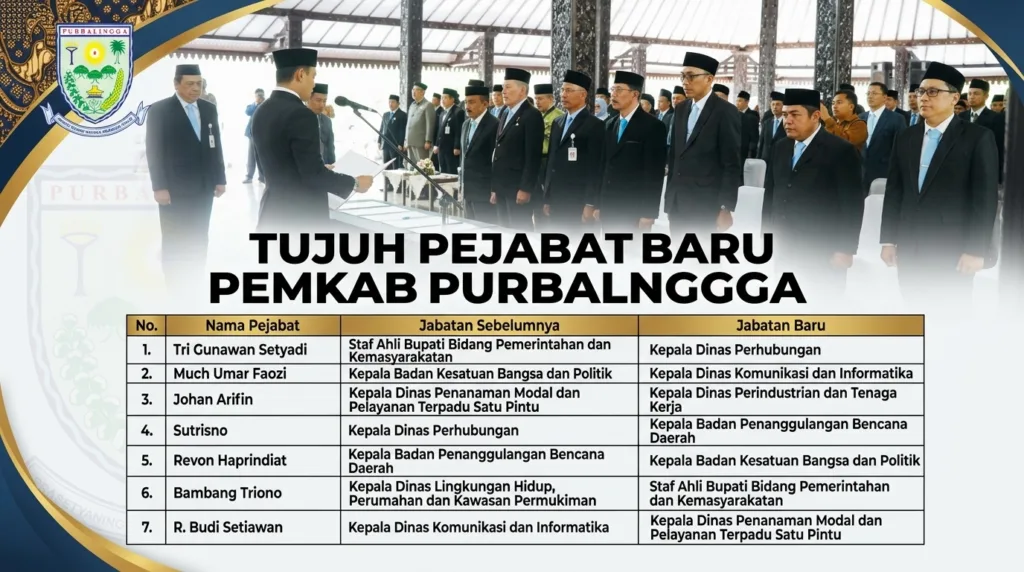 PURBALINGGA
TUJUH PEJABAT BARU
PEMKAB PURBALNGGGA
PURB
No. Nama Pejabat Jabatan Sebelumnya Jabatan Baru
1. Tri Gunawan Setyadi Staf Ahli Bupati Bidang Pemerintahan dan Kemasyarakatan Kepala Dinas Perhubungan
2. Much Umar Faozi Kepala Badan Kesatuan Bangsa dan Politik Kepala Dinas Komunikasi dan Informatika
3. Johan Arifin Kepala Dinas Penanaman Modal dan Pelayanan Terpadu Satu Pintu Kepala Dinas Perindustrian dan Tenaga Kerja
4. Sutrisno Kepala Dinas Perhubungan Kepala Badan Penanggulangan Bencana Daerah
5. Revon Haprindiat Kepala Badan Penanggulangan Bencana Daerah Kepala Badan Kesatuan Bangsa dan Politik
6. Bambang Triono Kepala Dinas Lingkungan Hidup, Perumahan dan Kawasan Permukiman Staf Ahli Bupati Bidang Pemerintahan dan Kemasyarakatan
7. R. Budi Setiawan Kepala Dinas Komunikasi dan Informatika Kepala Dinas Penanaman Modal dan Pelayanan Terpadu Satu Pintu